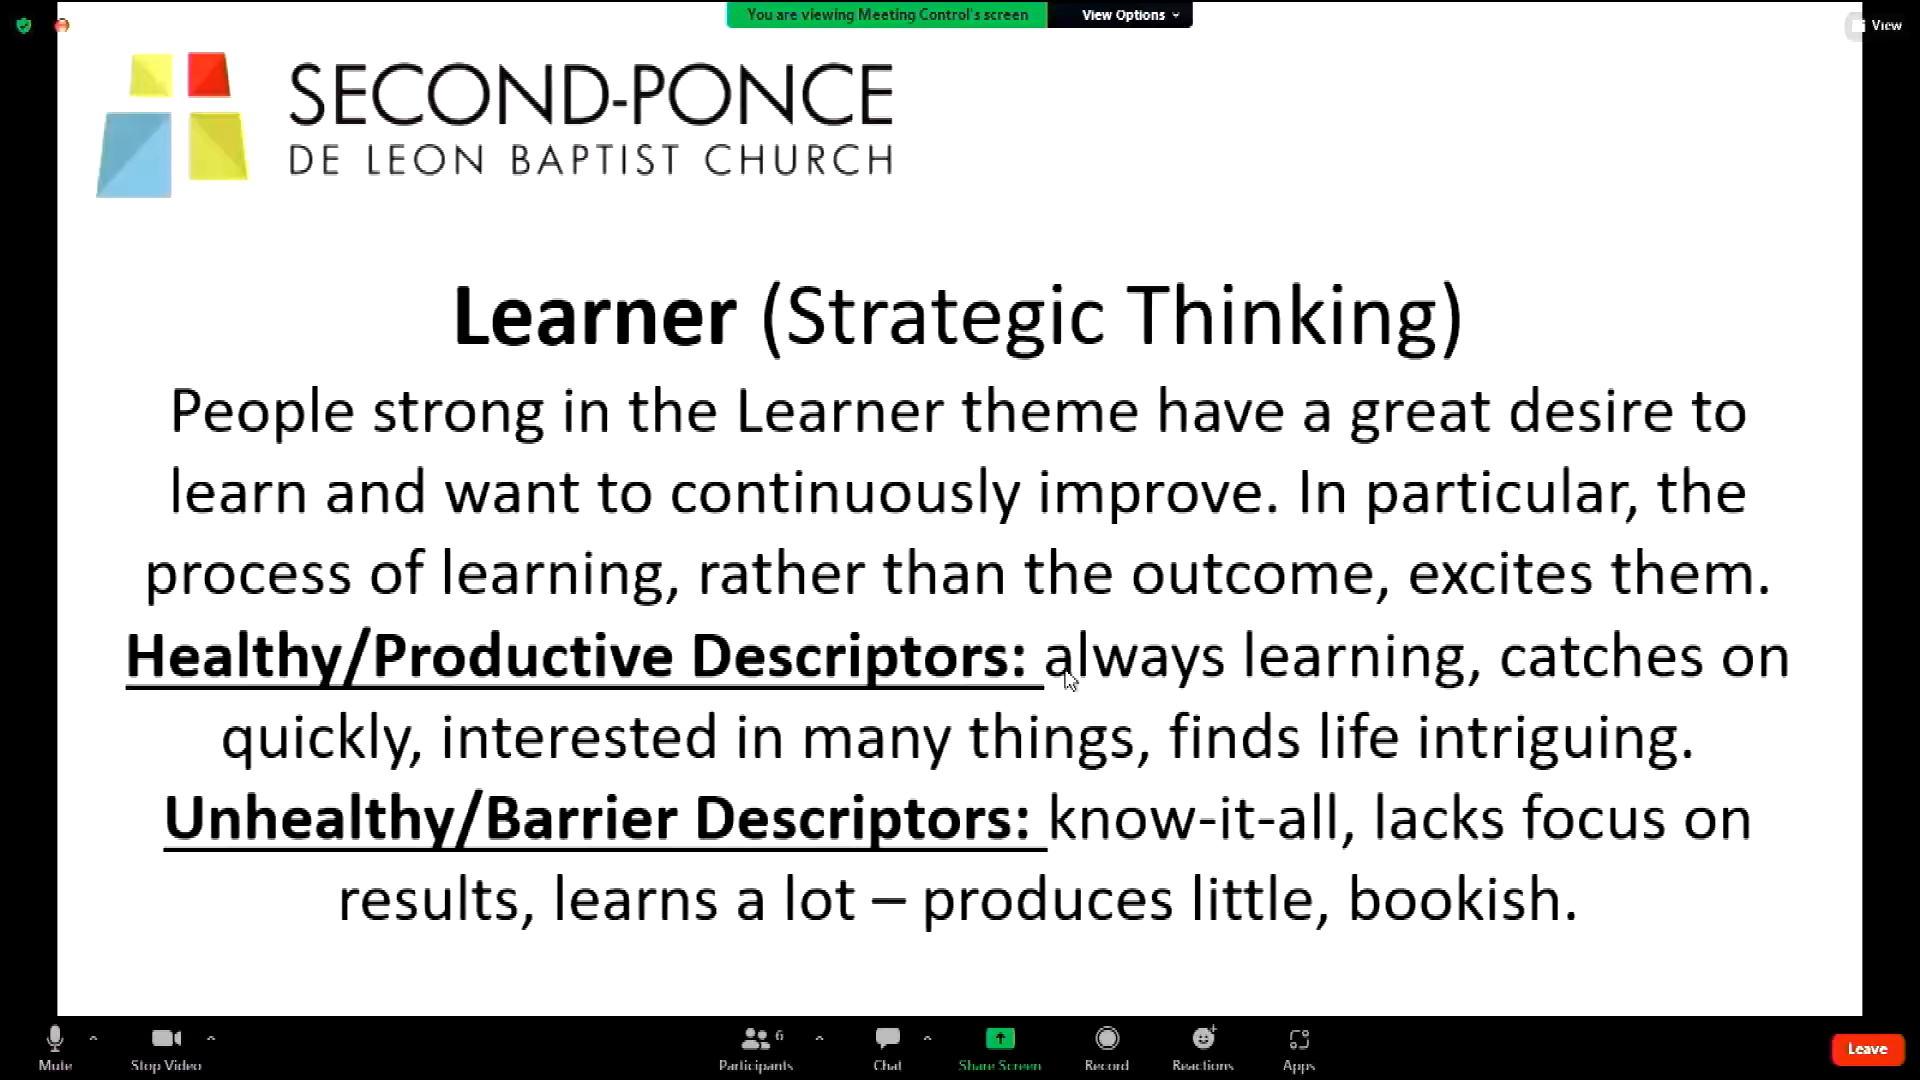 You are viewing Meeting Control's screen
View Options
View
SECOND-PONCE
DE LEON BAPTIST CHURCH
Learner (Strategic Thinking)
People strong in the Learner theme have a great desire to
learn and want to continuously improve. In particular, the
process of learning, rather than the outcome, excites them.
Healthy/Productive Descriptors: always learning, catches on
quickly, interested in many things, finds life intriguing.
Unhealthy/Barrier Descriptors: know-it-all, lacks focus on
results, learns a lot – produces little, bookish.
Mute
Stop Video
6
Participants
Chat
Share Screen
Record
Reactions
Apps
Leave